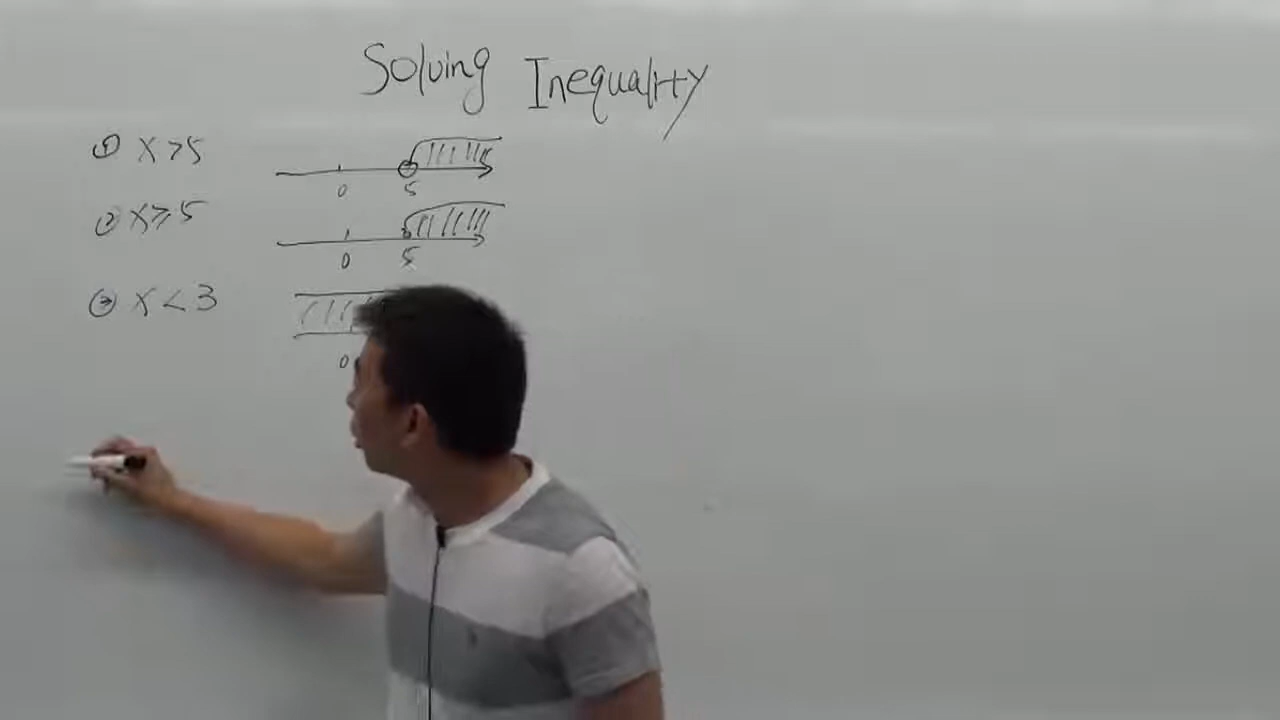 Solving Inequality
① x > 5
0 5
② x ≥ 5
0 5
③ x < 3
0